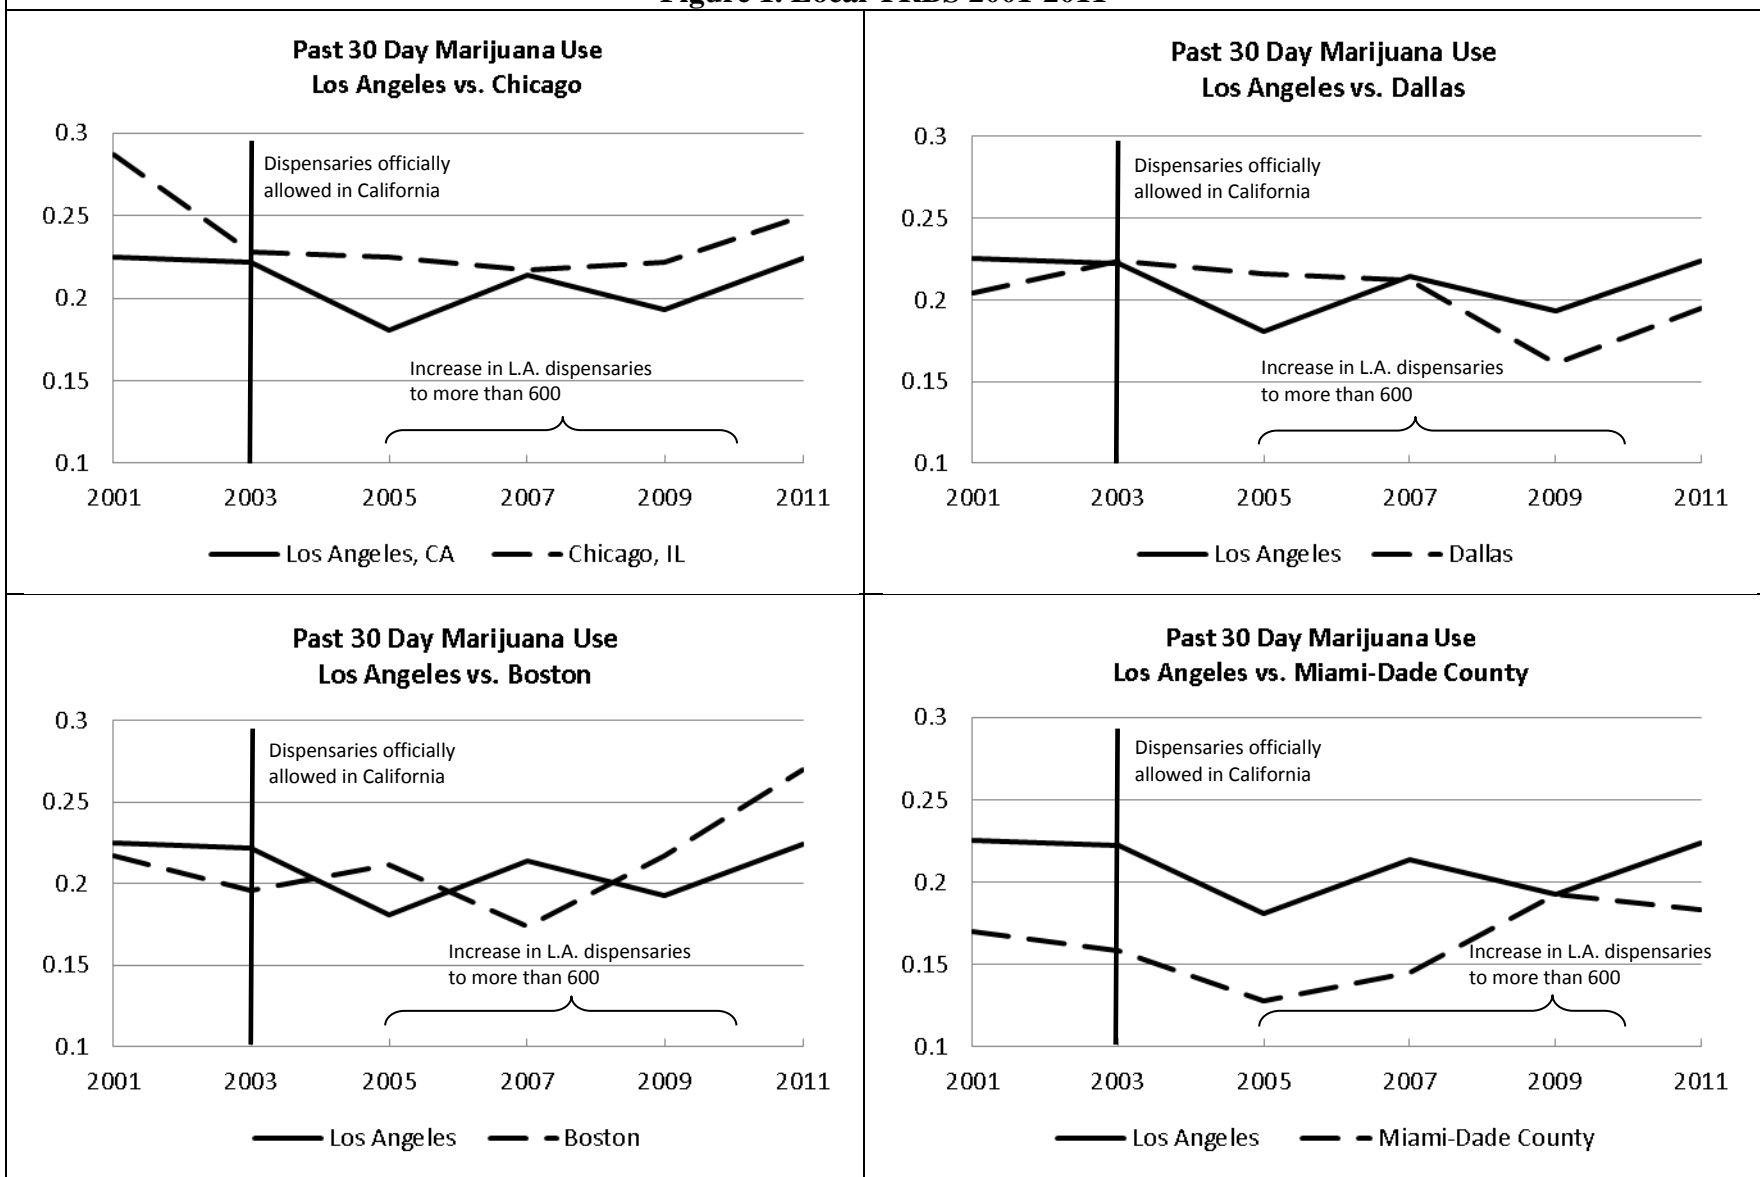 Figure 1. Local YRBS 2001-2011
Past 30 Day Marijuana Use
Los Angeles vs. Chicago
0.3
0.25
0.2
0.15
0.1
Dispensaries officially
allowed in California
Increase in L.A. dispensaries
to more than 600
2001 2003 2005 2007 2009 2011
Los Angeles, CA Chicago, IL
Past 30 Day Marijuana Use
Los Angeles vs. Dallas
0.3
0.25
0.2
0.15
0.1
Dispensaries officially
allowed in California
Increase in L.A. dispensaries
to more than 600
2001 2003 2005 2007 2009 2011
Los Angeles Dallas
Past 30 Day Marijuana Use
Los Angeles vs. Boston
0.3
0.25
0.2
0.15
0.1
Dispensaries officially
allowed in California
Increase in L.A. dispensaries
to more than 600
2001 2003 2005 2007 2009 2011
Los Angeles Boston
Past 30 Day Marijuana Use
Los Angeles vs. Miami-Dade County
0.3
0.25
0.2
0.15
0.1
Dispensaries officially
allowed in California
Increase in L.A. dispensaries
to more than 600
2001 2003 2005 2007 2009 2011
Los Angeles Miami-Dade County